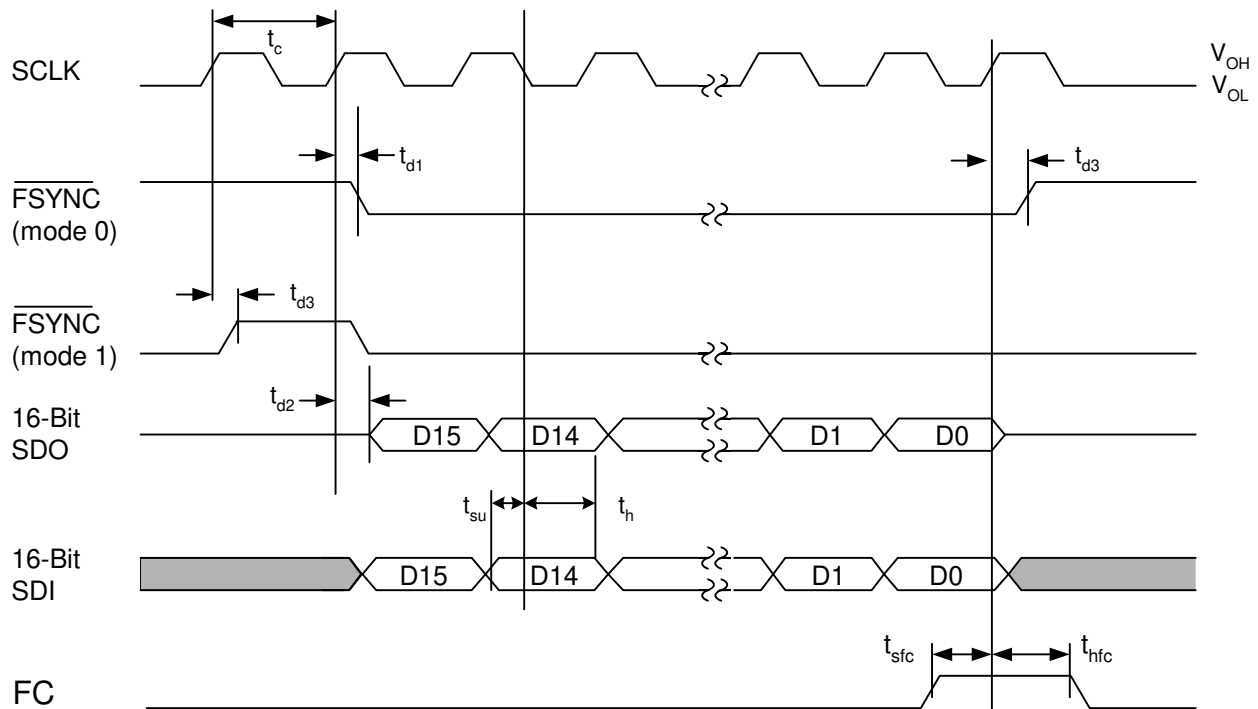 t_c
SCLK
V_OH
V_OL
t_d1
t_d3
FSYNC
(mode 0)
t_d3
FSYNC
(mode 1)
t_d2
16-Bit
SDO
D15 D14 D1 D0
t_su t_h
16-Bit
SDI
D15 D14 D1 D0
t_sfc t_hfc
FC